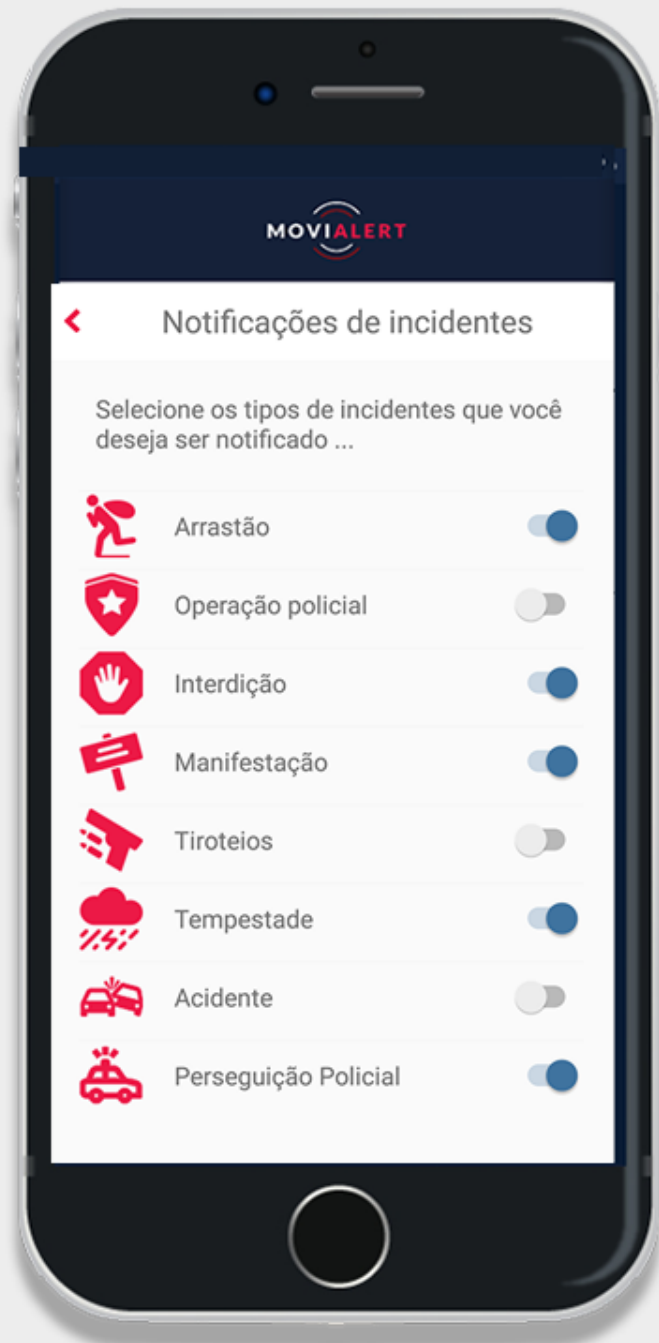 MOVIALERT
Notificações de incidentes
Selecione os tipos de incidentes que você
deseja ser notificado ...
Arrastão
Operação policial
Interdição
Manifestação
Tiroteios
Tempestade
Acidente
Perseguição Policial